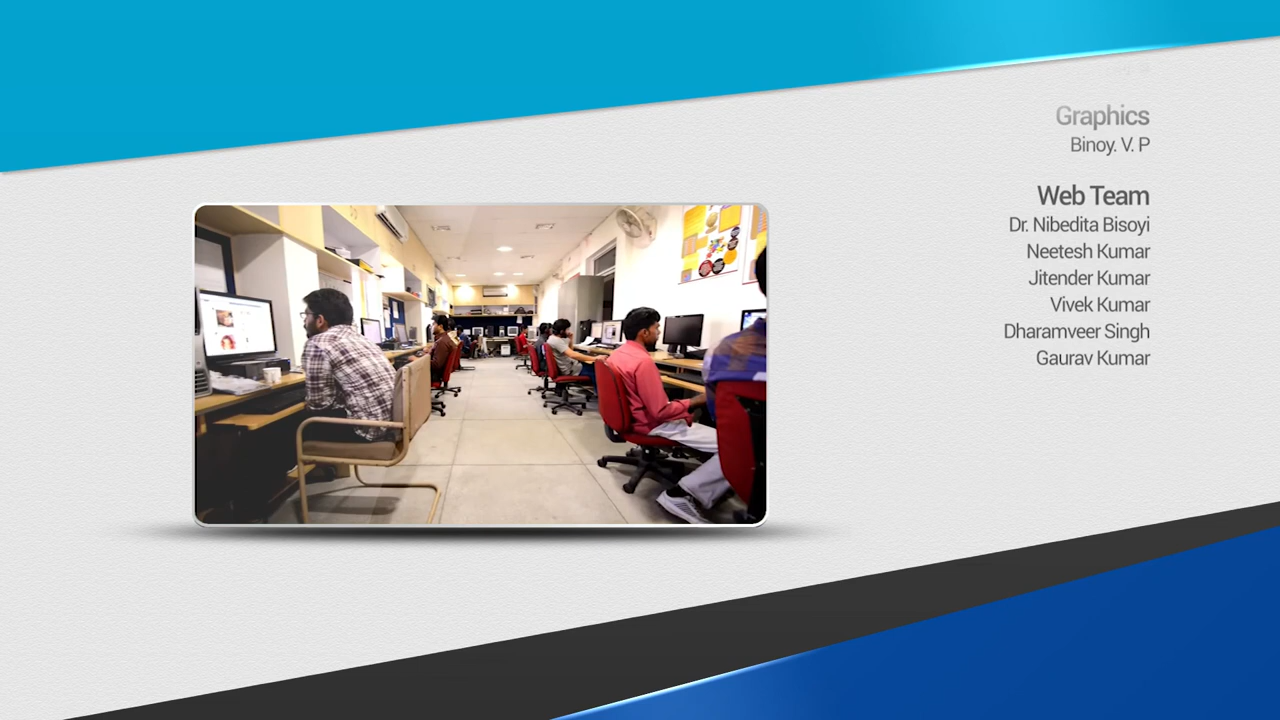 Graphics
Binoy. V. P
Web Team
Dr. Nibedita Bisoyi
Neetesh Kumar
Jitender Kumar
Vivek Kumar
Dharamveer Singh
Gaurav Kumar